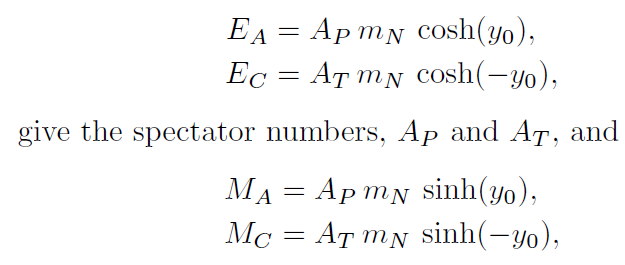 E_A = A_P m_N cosh(y_0),
E_C = A_T m_N cosh(−y_0),
give the spectator numbers, A_P and A_T, and
M_A = A_P m_N sinh(y_0),
M_C = A_T m_N sinh(−y_0),